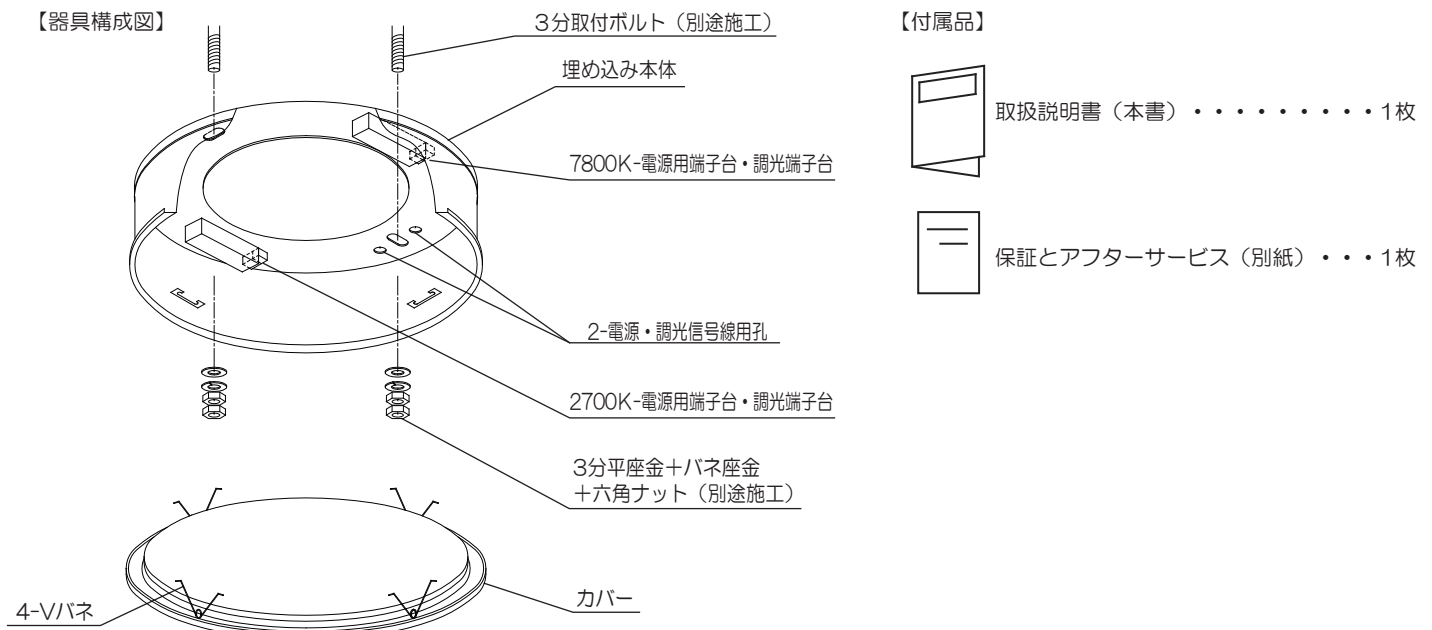 【器具構成図】
3分取付ボルト（別途施工）
埋め込み本体
7800K-電源用端子台・調光端子台
2-電源・調光信号線用孔
2700K-電源用端子台・調光端子台
3分平座金＋バネ座金
＋六角ナット（別途施工）
カバー
4-Vバネ
【付属品】
取扱説明書（本書）・・・・・・・・・1枚
保証とアフターサービス（別紙）・・・1枚